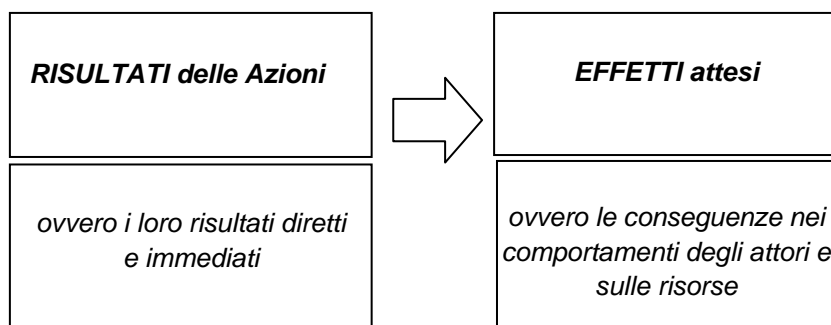 RISULTATI delle Azioni
ovvero i loro risultati diretti
e immediati
EFFETTI attesi
ovvero le conseguenze nei
comportamenti degli attori e
sulle risorse